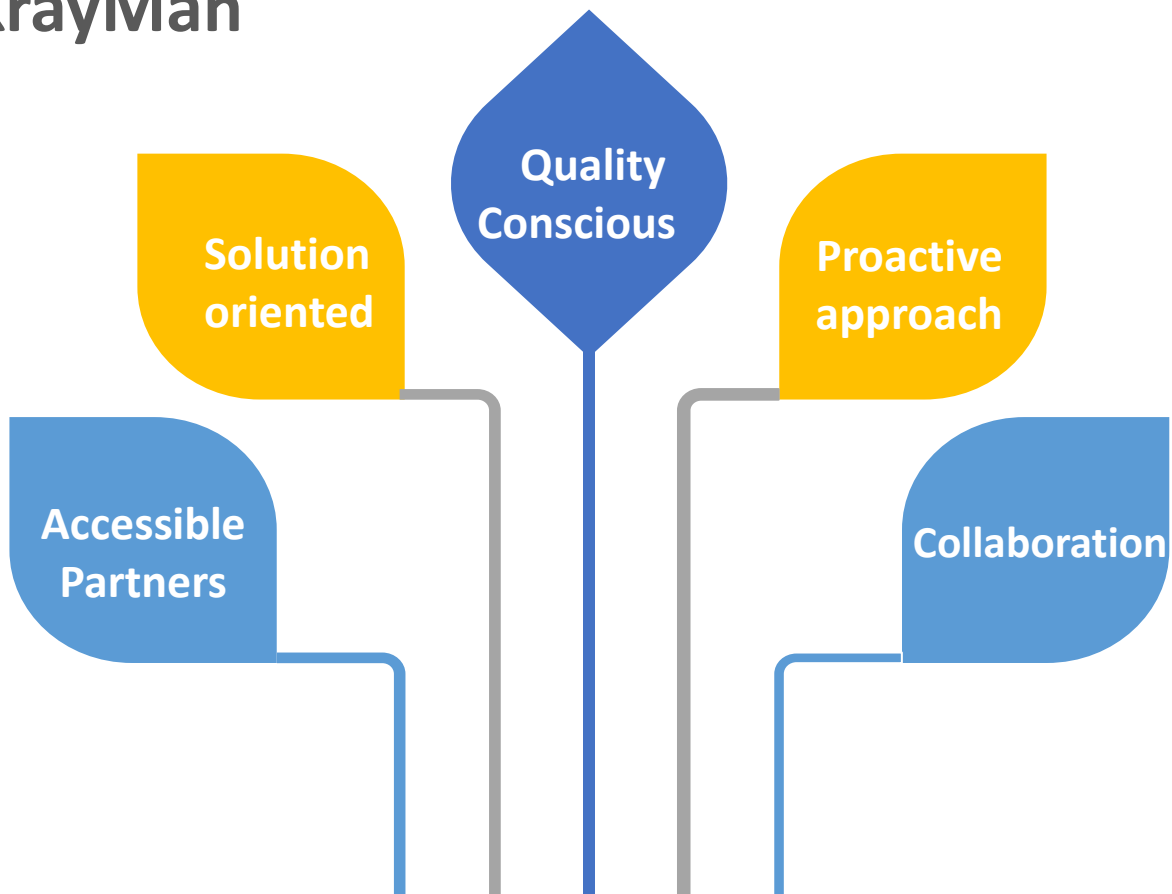 Quality
Conscious
Solution
oriented
Proactive
approach
Accessible
Partners
Collaboration